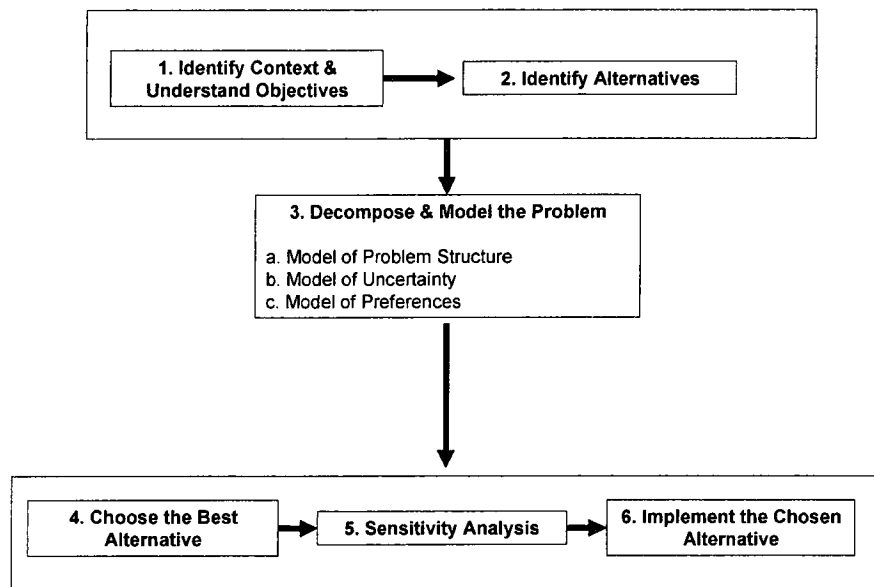 1. Identify Context &
Understand Objectives
2. Identify Alternatives
3. Decompose & Model the Problem
a. Model of Problem Structure
b. Model of Uncertainty
c. Model of Preferences
4. Choose the Best
Alternative
5. Sensitivity Analysis
6. Implement the Chosen
Alternative